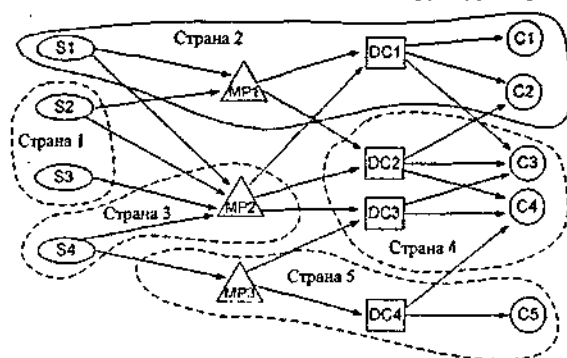 S1
Страна 2
DC1
C1
MP1
C2
S2
Страна 1
DC2
C3
S3
MP2
DC3
C4
Страна 3
Страна 4
S4
MP3
Страна 5
DC4
C5